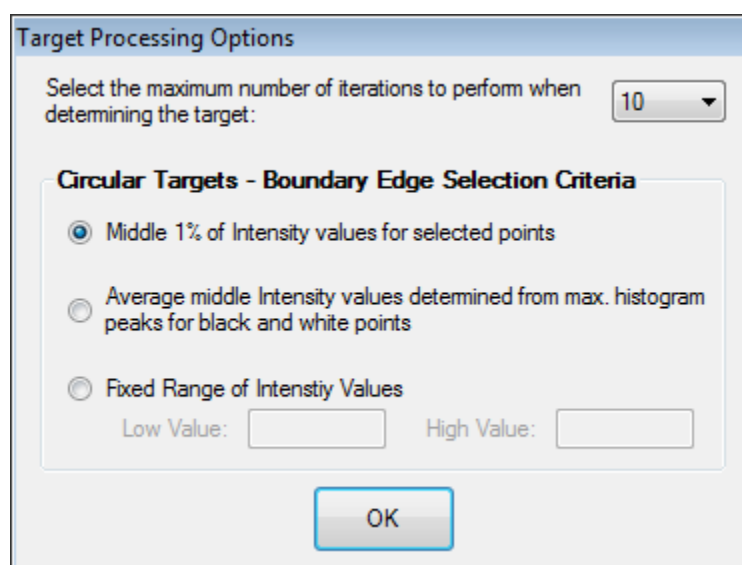 Target Processing Options
Select the maximum number of iterations to perform when
determining the target:
10
Circular Targets - Boundary Edge Selection Criteria
Middle 1% of Intensity values for selected points
Average middle Intensity values determined from max. histogram
peaks for black and white points
Fixed Range of Intenstiy Values
Low Value:
High Value:
OK